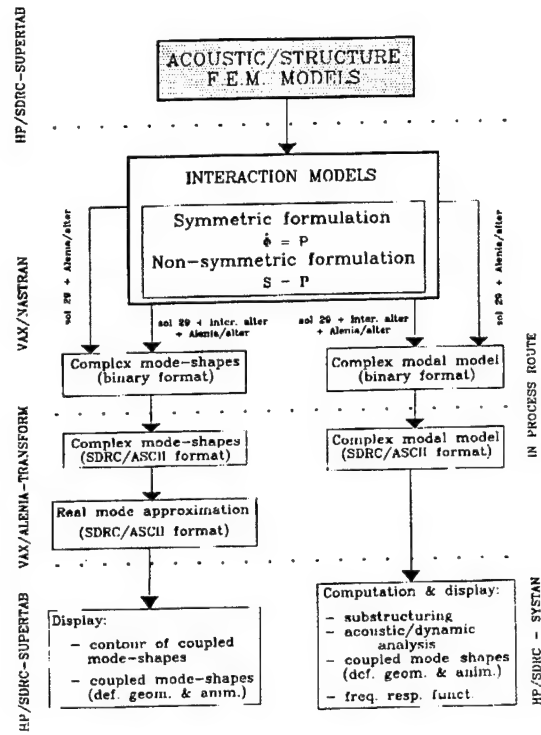 HP/SDRC-SUPERTAB
ACOUSTIC/STRUCTURE
F.E.M. MODELS
VAX/NASTRAN
INTERACTION MODELS
Symmetric formulation
ϕ̇ = P
Non-symmetric formulation
S - P
sol 29 + Alenia/alter
sol 29 + Inter. alter
+ Alenia/alter
sol 29 + Inter. alter
+ Alenia/alter
sol 29 + Alenia/alter
Complex mode-shapes
(binary format)
Complex modal model
(binary format)
IN PROCESS ROUTE
VAX/ALENIA-TRANSFORM
Complex mode-shapes
(SDRC/ASCII format)
Complex modal model
(SDRC/ASCII format)
Real mode approximation
(SDRC/ASCII format)
HP/SDRC-SUPERTAB
Display:
- contour of coupled
mode-shapes
- coupled mode-shapes
(def. geom. & anim.)
Computation & display:
- substructuring
- acoustic/dynamic
analysis
- coupled mode shapes
(def. geom. & anim.)
- freq. resp. funct.
HP/SDRC - SYSTAN